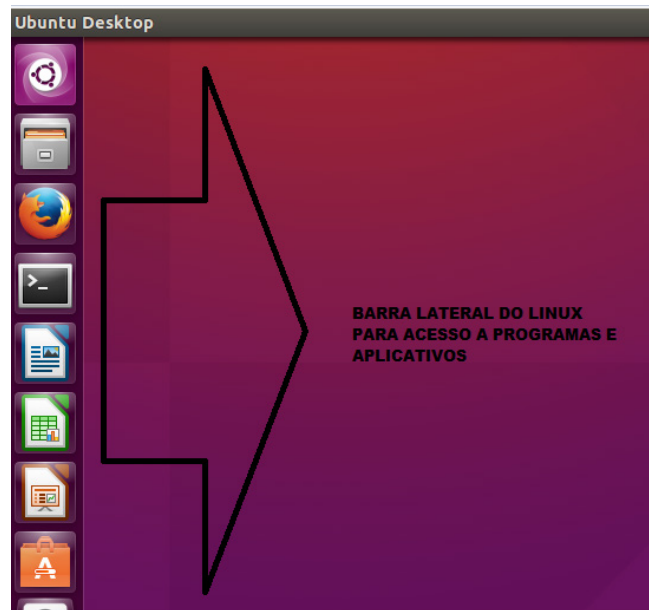 Ubuntu Desktop
BARRA LATERAL DO LINUX
PARA ACESSO A PROGRAMAS E
APLICATIVOS